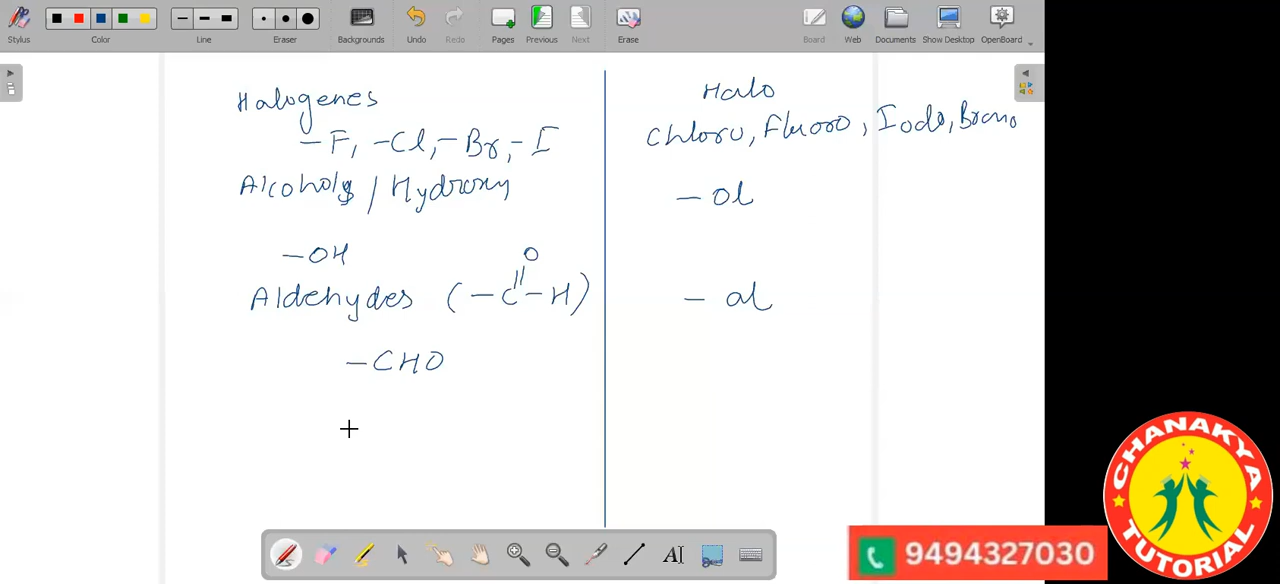 Stylus
Color
Line
Eraser
Backgrounds
Undo
Redo
Pages
Previous
Next
Erase
Board
Web
Documents
Show Desktop
OpenBoard
Halogenes
Halo
-F, -Cl, -Br, -I
Chloro, Fluoro, Iodo, Bromo
Alcohols / Hydroxy
- ol
-OH
O
Aldehydes (-C-H)
- al
-CHO
CHANAKYA
TUTORIAL
9494327030